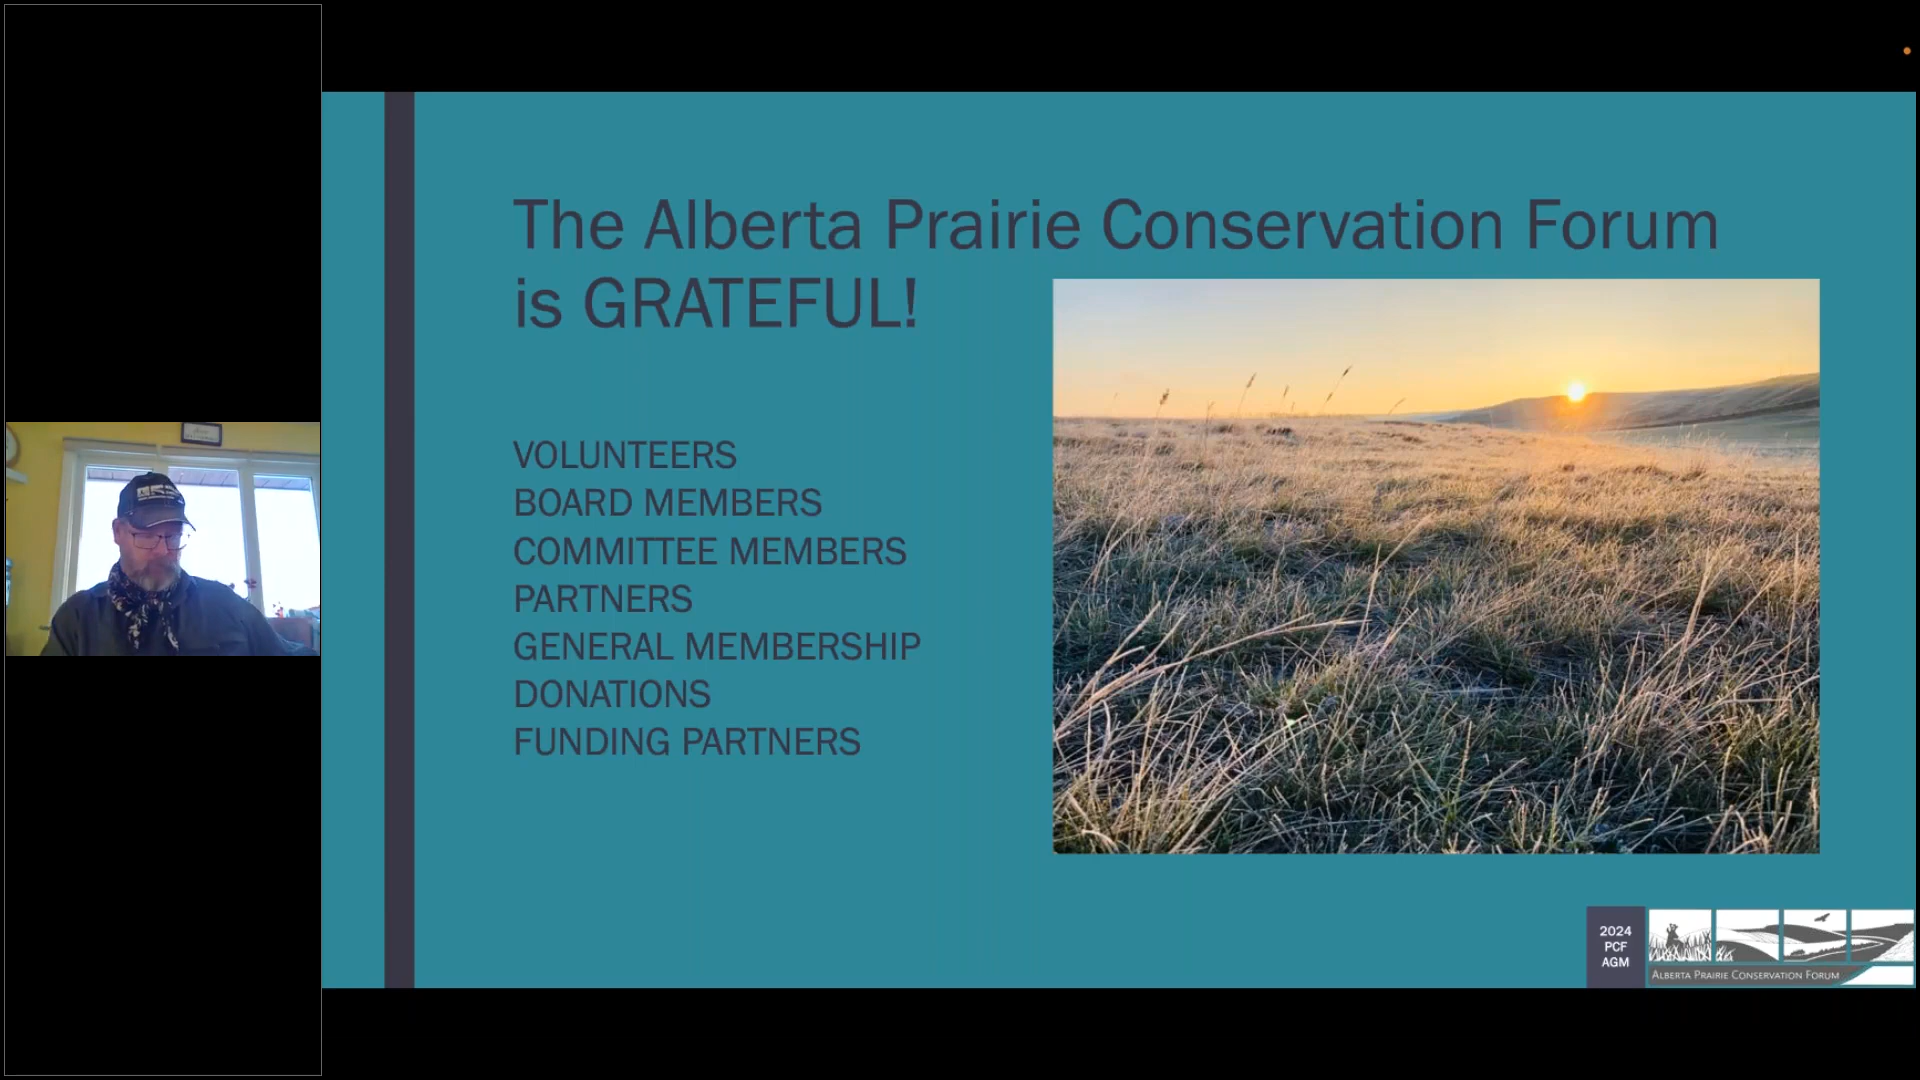 The Alberta Prairie Conservation Forum
is GRATEFUL!
VOLUNTEERS
BOARD MEMBERS
COMMITTEE MEMBERS
PARTNERS
GENERAL MEMBERSHIP
DONATIONS
FUNDING PARTNERS
2024
PCF
AGM
ALBERTA PRAIRIE CONSERVATION FORUM